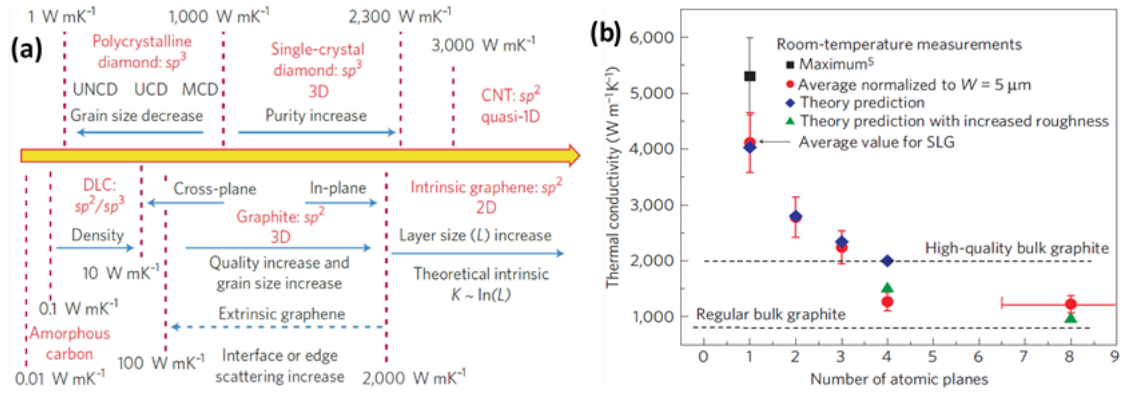 (a)
1 W mK⁻¹
1,000 W mK⁻¹
2,300 W mK⁻¹
3,000 W mK⁻¹
Polycrystalline
diamond: sp³
UNCD UCD MCD
Grain size decrease
Single-crystal
diamond: sp³
3D
Purity increase
CNT: sp²
quasi-1D
DLC:
sp²/sp³
Density
Cross-plane
In-plane
Graphite: sp²
3D
Quality increase and
grain size increase
Intrinsic graphene: sp²
2D
Layer size (L) increase
Theoretical intrinsic
K ~ ln(L)
10 W mK⁻¹
0.1 W mK⁻¹
Extrinsic graphene
Amorphous
carbon
Interface or edge
scattering increase
100 W mK⁻¹
0.01 W mK⁻¹
2,000 W mK⁻¹
(b)
Thermal conductivity (W m⁻¹K⁻¹)
6,000
5,000
4,000
3,000
2,000
1,000
Room-temperature measurements
Maximum⁵
Average normalized to W = 5 μm
Theory prediction
Theory prediction with increased roughness
Average value for SLG
High-quality bulk graphite
Regular bulk graphite
0 1 2 3 4 5 6 7 8 9
Number of atomic planes